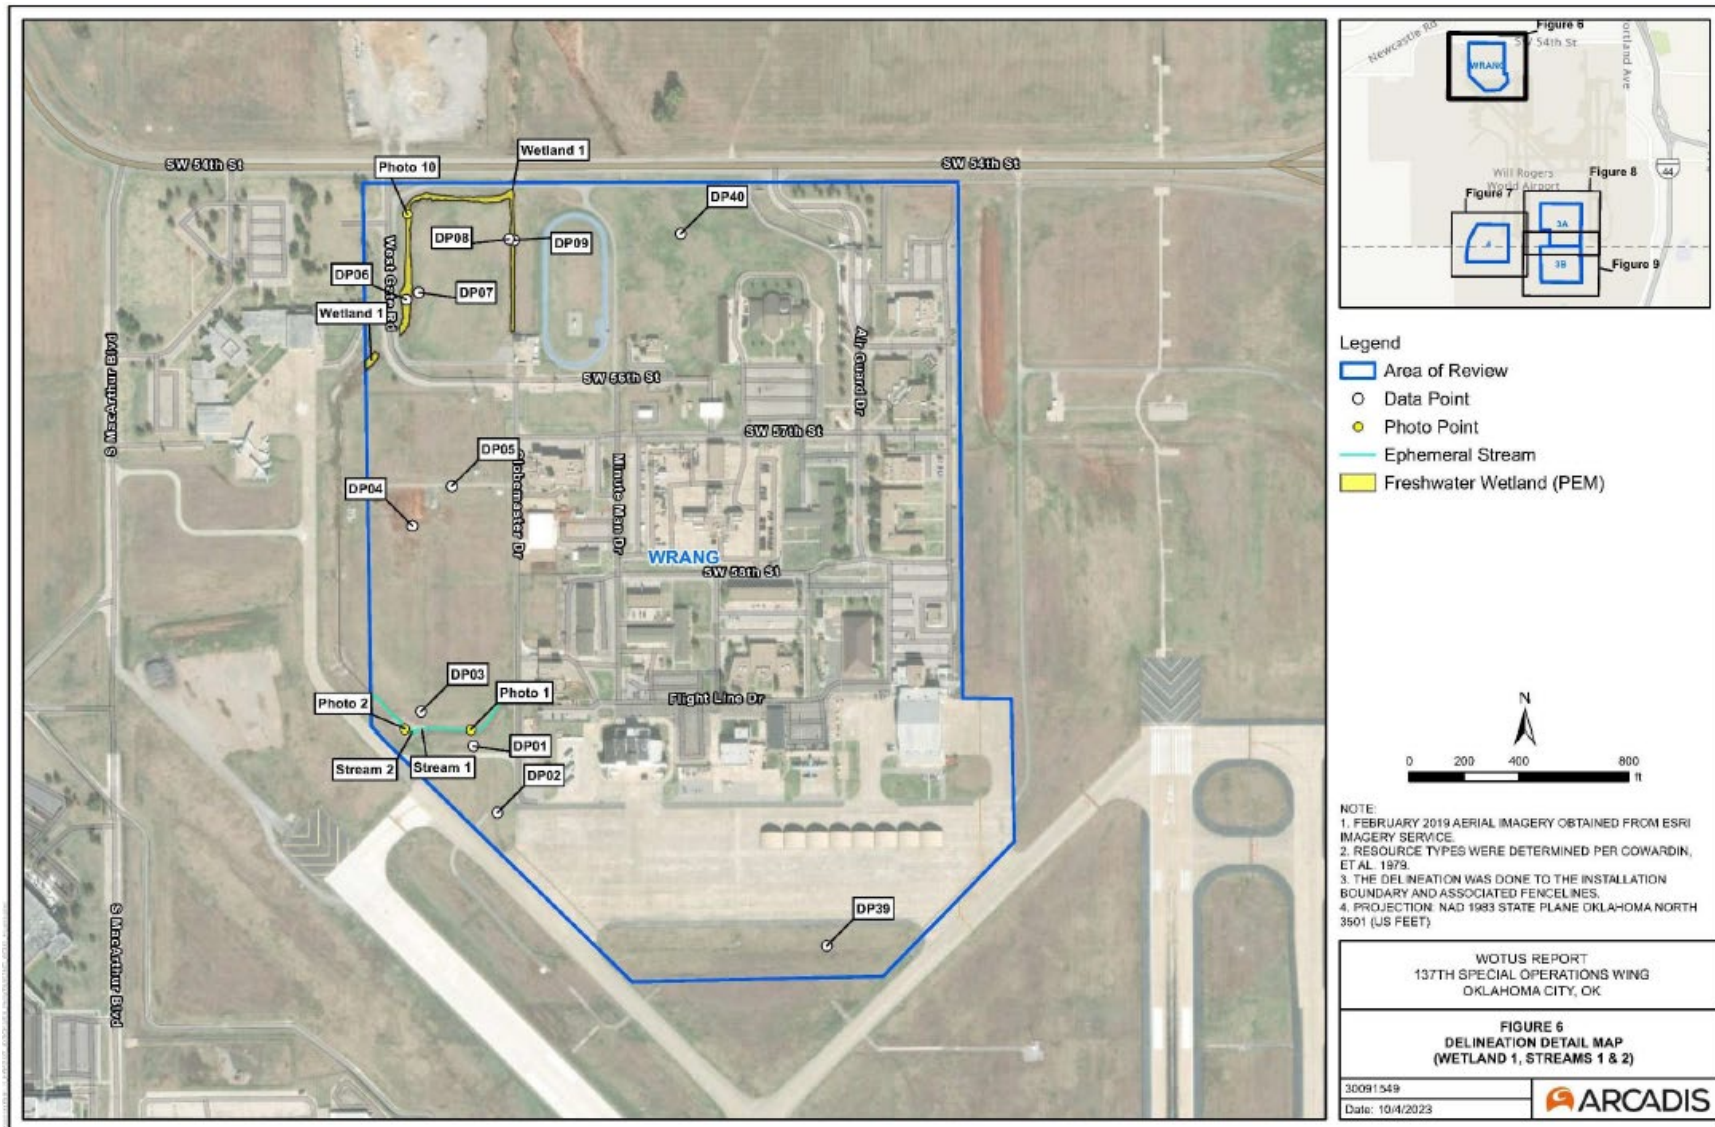 SW 54th St
SW 54th St
Wetland 1
Photo 10
DP40
DP08
DP09
West Gate Rd
DP06
DP07
Wetland 1
S MacArthur Blvd
Air Guard Dr
SW 56th St
SW 57th St
DP05
DP04
Globemaster Dr
Minute Man Dr
WRANG
SW 58th St
DP03
Photo 1
Photo 2
Flight Line Dr
Stream 2
Stream 1
DP01
DP02
DP39
S MacArthur Blvd
Figure 6
Newcastle Rd
SW 54th St
ortland Ave
WRANG
44
Will Rogers
World Airport
Figure 7
Figure 8
3A
4
3B
Figure 9
Legend
Area of Review
Data Point
Photo Point
Ephemeral Stream
Freshwater Wetland (PEM)
N
0 200 400 800
ft
NOTE:
1. FEBRUARY 2019 AERIAL IMAGERY OBTAINED FROM ESRI
IMAGERY SERVICE.
2. RESOURCE TYPES WERE DETERMINED PER COWARDIN,
ET AL. 1979.
3. THE DELINEATION WAS DONE TO THE INSTALLATION
BOUNDARY AND ASSOCIATED FENCELINES.
4. PROJECTION: NAD 1983 STATE PLANE OKLAHOMA NORTH
3501 (US FEET)
WOTUS REPORT
137TH SPECIAL OPERATIONS WING
OKLAHOMA CITY, OK
FIGURE 6
DELINEATION DETAIL MAP
(WETLAND 1, STREAMS 1 & 2)
30091549
Date: 10/4/2023
ARCADIS